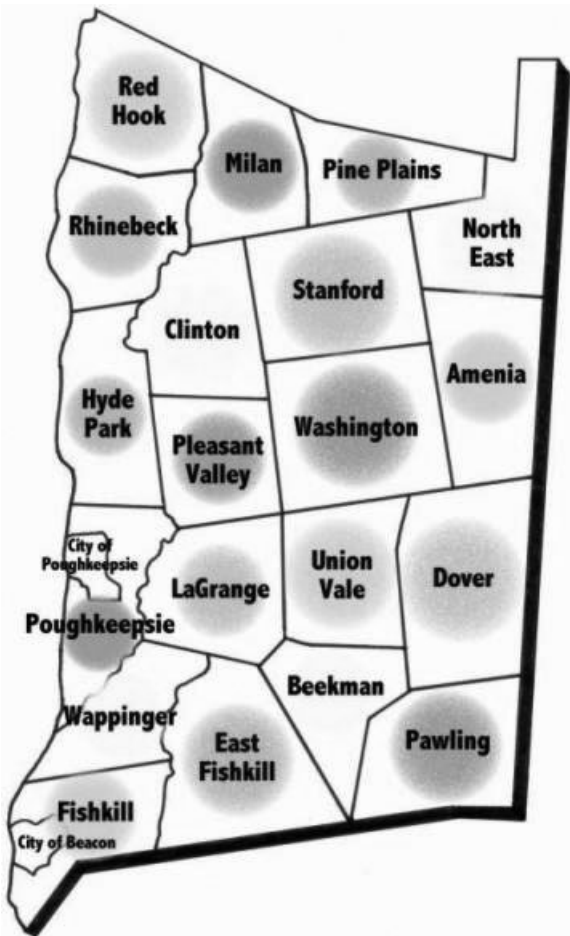 Red
Hook
Milan
Pine Plains
Rhinebeck
North
East
Stanford
Clinton
Amenia
Hyde
Park
Washington
Pleasant
Valley
City of
Poughkeepsie
Union
Vale
Dover
LaGrange
Poughkeepsie
Beekman
Wappinger
East
Fishkill
Pawling
Fishkill
City of Beacon